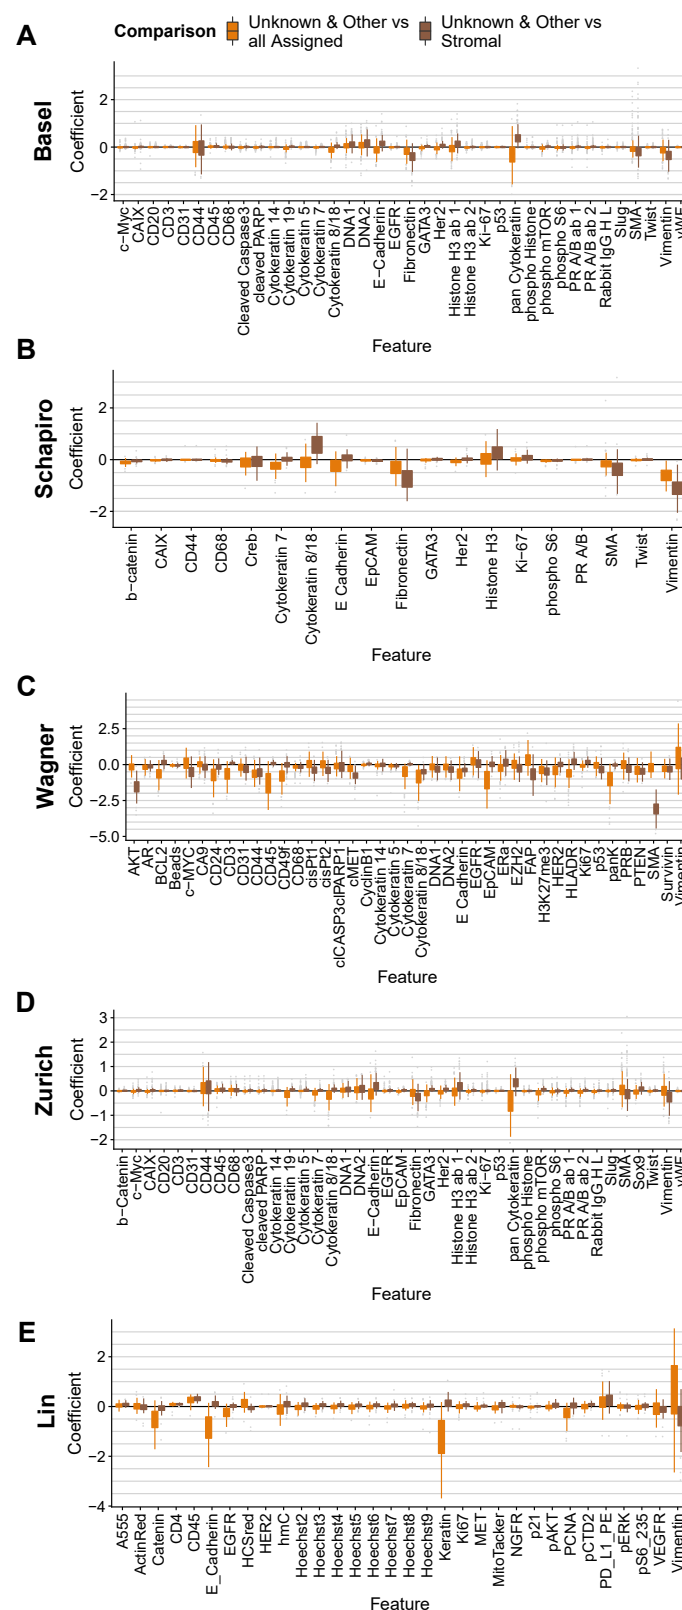 A
Comparison
Unknown & Other vs
all Assigned
Unknown & Other vs
Stromal
Basel
Coefficient
2
0
−2
c−Myc
CAIX
CD20
CD3
CD31
CD44
CD45
CD68
Cleaved Caspase3
cleaved PARP
Cytokeratin 14
Cytokeratin 19
Cytokeratin 5
Cytokeratin 7
Cytokeratin 8/18
DNA1
DNA2
E−Cadherin
EGFR
Fibronectin
GATA3
Her2
Histone H3 ab 1
Histone H3 ab 2
Ki−67
p53
pan Cytokeratin
phospho Histone
phospho mTOR
phospho S6
PR A/B ab 1
PR A/B ab 2
Rabbit IgG H L
Slug
SMA
Twist
Vimentin
vWF
Feature
B
Schapiro
Coefficient
2
0
−2
b−catenin
CAIX
CD44
CD68
Creb
Cytokeratin 7
Cytokeratin 8/18
E Cadherin
EpCAM
Fibronectin
GATA3
Her2
Histone H3
Ki−67
phospho S6
PR A/B
SMA
Twist
Vimentin
Feature
C
Wagner
Coefficient
2.5
0.0
−2.5
−5.0
AKT
AR
BCL2
Beads
c−MYC
CA9
CD24
CD3
CD31
CD44
CD45
CD49f
CD68
cisPt1
cisPt2
clCASP3clPARP1
cMET
CyclinB1
Cytokeratin 14
Cytokeratin 5
Cytokeratin 7
Cytokeratin 8/18
DNA1
DNA2
E Cadherin
EGFR
EpCAM
ERa
EZH2
FAP
H3K27me3
HER2
HLADR
Ki67
p53
panK
PRB
PTEN
SMA
Survivin
Vimentin
Feature
D
Zurich
Coefficient
3
2
1
0
−1
−2
b−Catenin
c−Myc
CAIX
CD20
CD3
CD31
CD44
CD45
CD68
Cleaved Caspase3
cleaved PARP
Cytokeratin 14
Cytokeratin 19
Cytokeratin 5
Cytokeratin 7
Cytokeratin 8/18
DNA1
DNA2
E−Cadherin
EGFR
EpCAM
Fibronectin
GATA3
Her2
Histone H3 ab 1
Histone H3 ab 2
Ki−67
p53
pan Cytokeratin
phospho Histone
phospho mTOR
phospho S6
PR A/B ab 1
PR A/B ab 2
Rabbit IgG H L
Slug
SMA
Sox9
Twist
Vimentin
vWF
Feature
E
Lin
Coefficient
2
0
−2
−4
A555
ActinRed
Catenin
CD4
CD45
E_Cadherin
EGFR
HCSred
HER2
hmC
Hoechst2
Hoechst3
Hoechst4
Hoechst5
Hoechst6
Hoechst7
Hoechst8
Hoechst9
Keratin
Ki67
MET
MitoTacker
NGFR
p21
pAKT
PCNA
pCTD2
PD_L1_PE
pERK
pS6_235
VEGFR
Vimentin
Feature